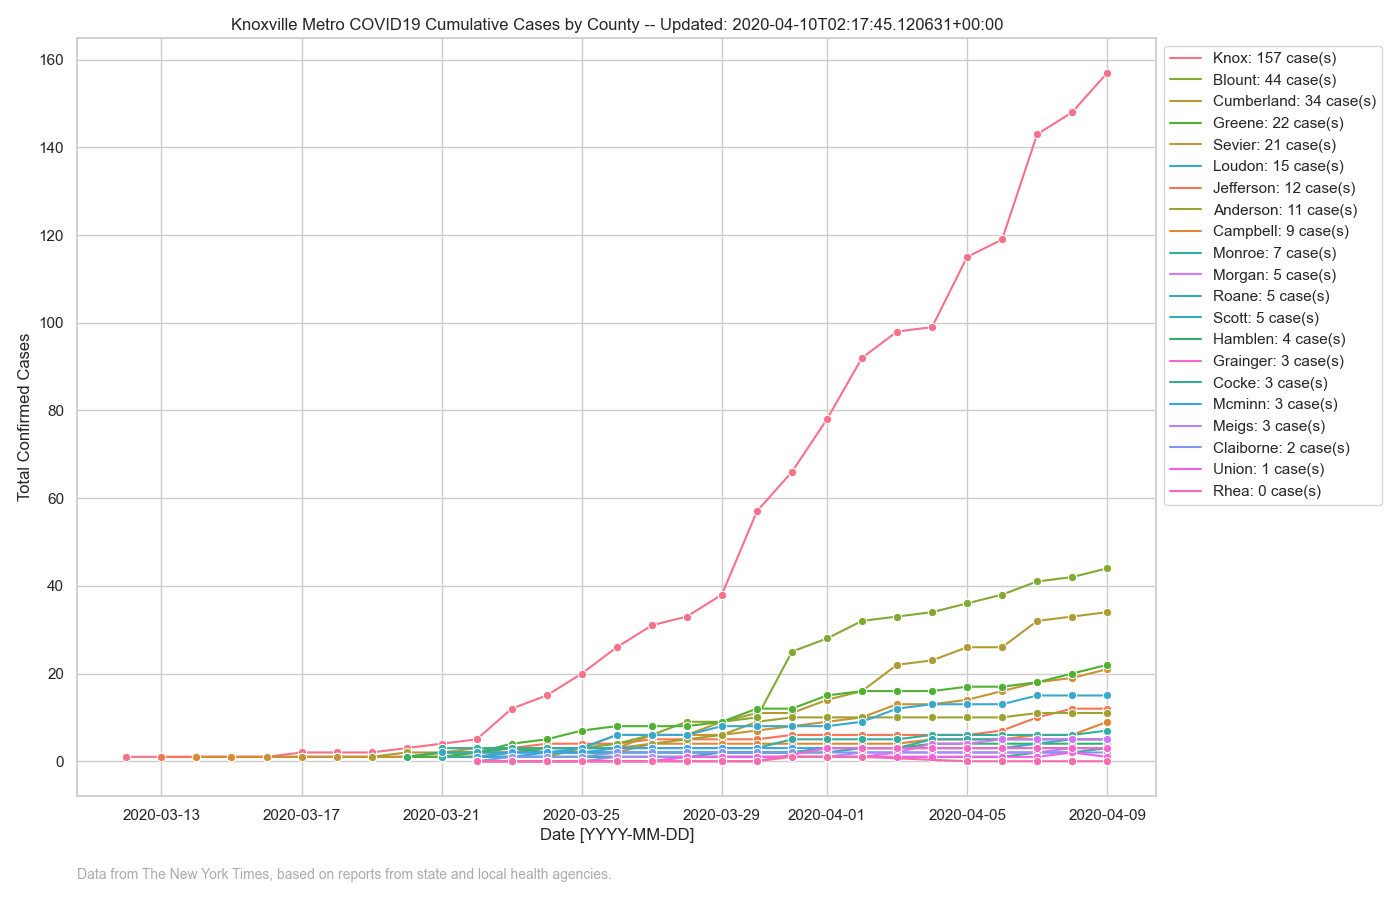 Knoxville Metro COVID19 Cumulative Cases by County -- Updated: 2020-04-10T02:17:45.120631+00:00
160
140
120
100
80
60
40
20
0
Total Confirmed Cases
2020-03-13
2020-03-17
2020-03-21
2020-03-25
2020-03-29
2020-04-01
2020-04-05
2020-04-09
Date [YYYY-MM-DD]
Knox: 157 case(s)
Blount: 44 case(s)
Cumberland: 34 case(s)
Greene: 22 case(s)
Sevier: 21 case(s)
Loudon: 15 case(s)
Jefferson: 12 case(s)
Anderson: 11 case(s)
Campbell: 9 case(s)
Monroe: 7 case(s)
Morgan: 5 case(s)
Roane: 5 case(s)
Scott: 5 case(s)
Hamblen: 4 case(s)
Grainger: 3 case(s)
Cocke: 3 case(s)
Mcminn: 3 case(s)
Meigs: 3 case(s)
Claiborne: 2 case(s)
Union: 1 case(s)
Rhea: 0 case(s)
Data from The New York Times, based on reports from state and local health agencies.